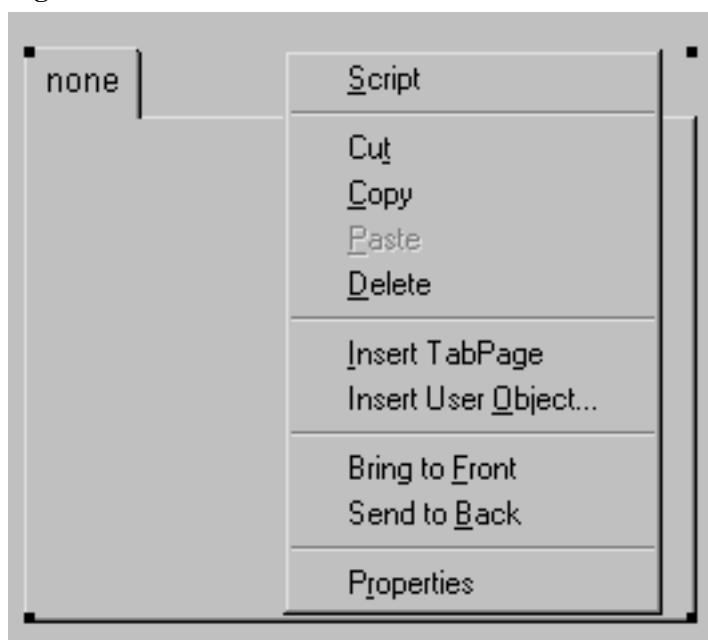 none
Script
Cut
Copy
Paste
Delete
Insert TabPage
Insert User Object...
Bring to Front
Send to Back
Properties